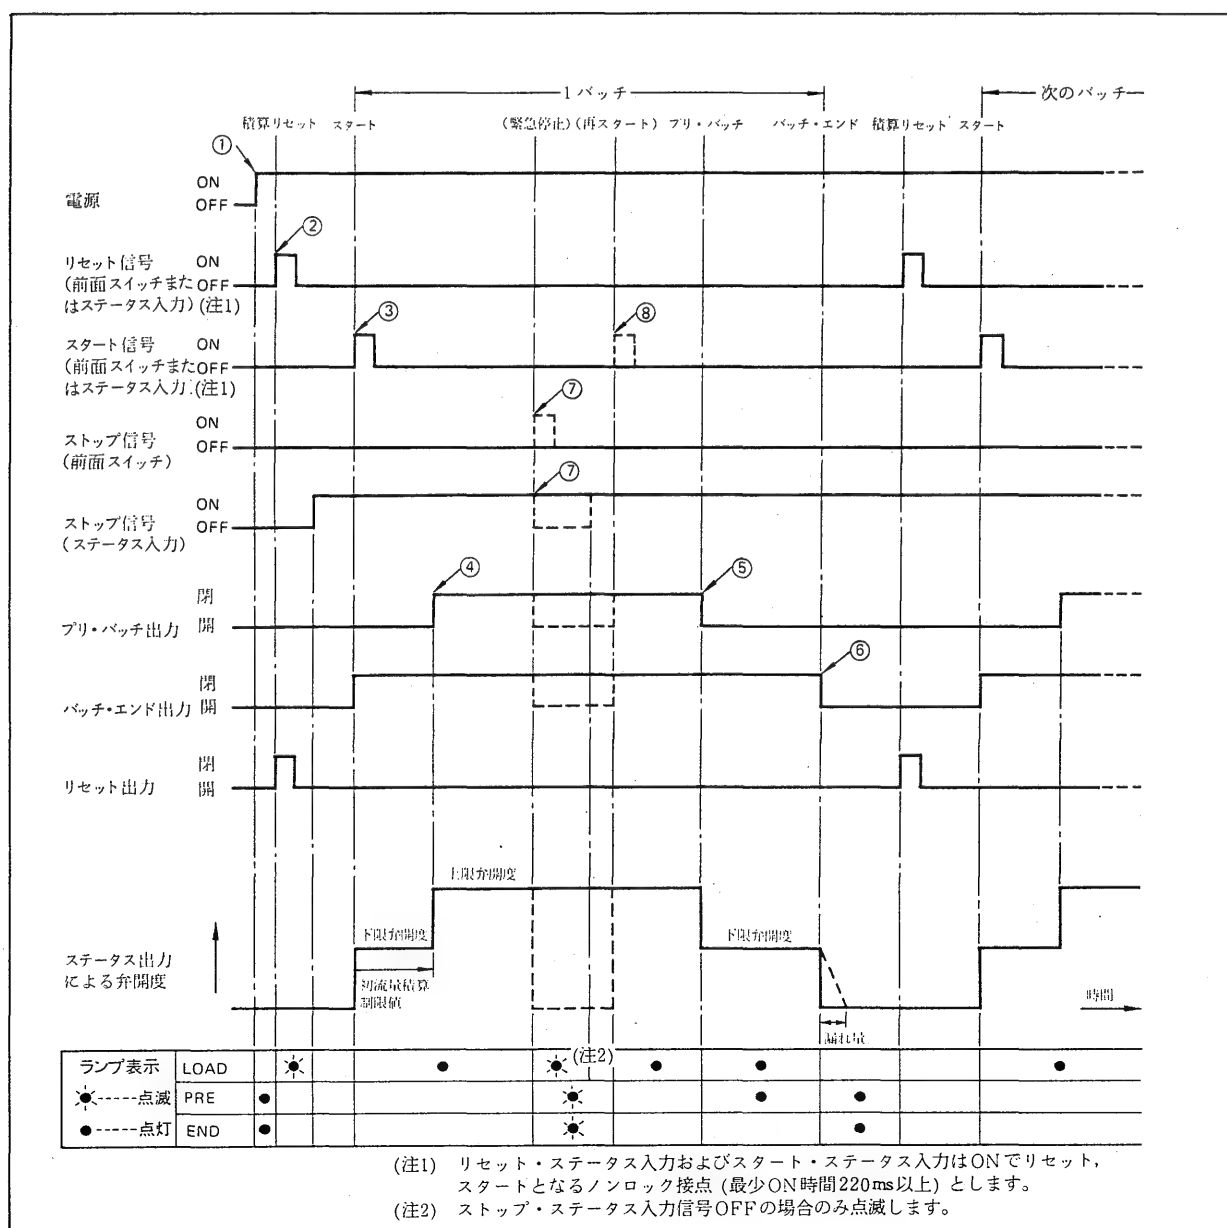 1バッチ
次のバッチ
積算リセット スタート (緊急停止) (再スタート) プリ・バッチ バッチ・エンド 積算リセット スタート
①
電源 ON
OFF
②
リセット信号 ON
(前面スイッチまた OFF
はステータス入力) (注1)
③ ⑧
スタート信号 ON
(前面スイッチまた OFF
はステータス入力) (注1)
⑦
ストップ信号 ON
(前面スイッチ) OFF
⑦
ストップ信号 ON
(ステータス入力) OFF
④ ⑤
プリ・バッチ出力 閉
開
⑥
バッチ・エンド出力 閉
開
リセット出力 閉
開
上限弁開度
下限弁開度 下限弁開度
ステータス出力
による弁開度
初流量積算
制限値
時間
漏れ量
ランプ表示 LOAD (注2)
-----点滅 PRE
●-----点灯 END
(注1) リセット・ステータス入力およびスタート・ステータス入力はONでリセット,
スタートとなるノンロック接点 (最少ON時間220ms以上) とします。
(注2) ストップ・ステータス入力信号OFFの場合のみ点滅します。